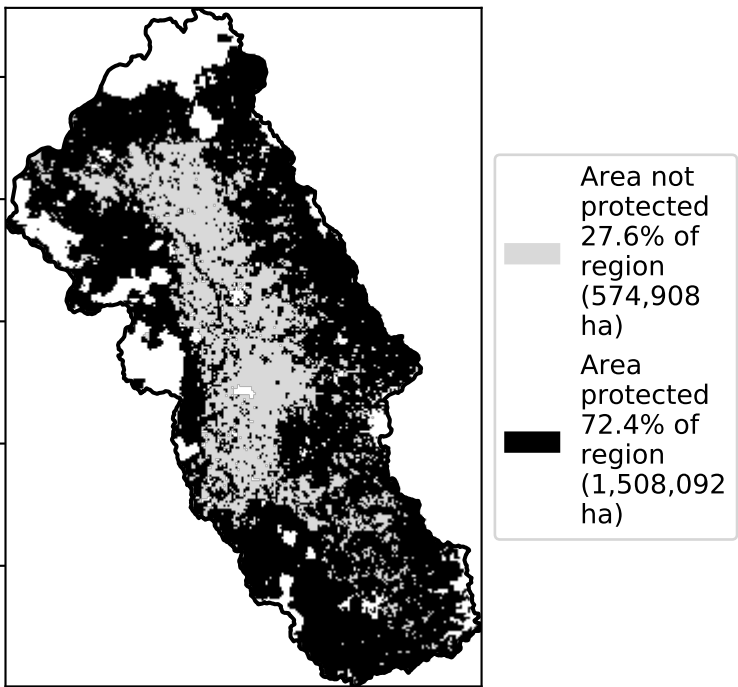 Area not
protected
27.6% of
region
(574,908
ha)
Area
protected
72.4% of
region
(1,508,092
ha)